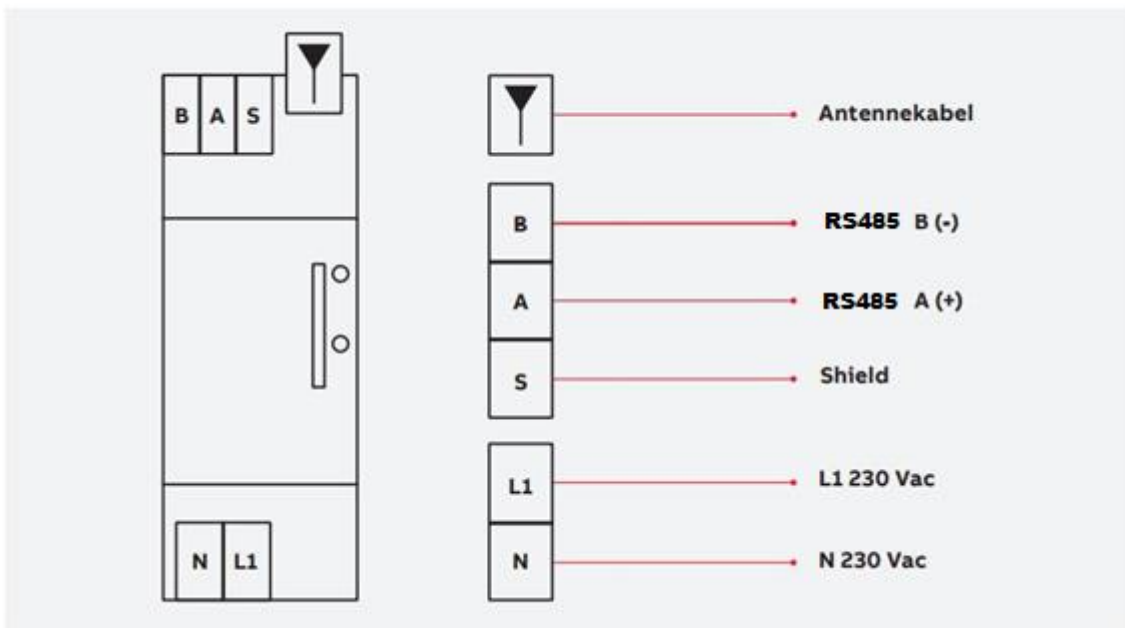 B A S
N L1
Antennekabel
B RS485 B (-)
A RS485 A (+)
S Shield
L1 L1 230 Vac
N N 230 Vac